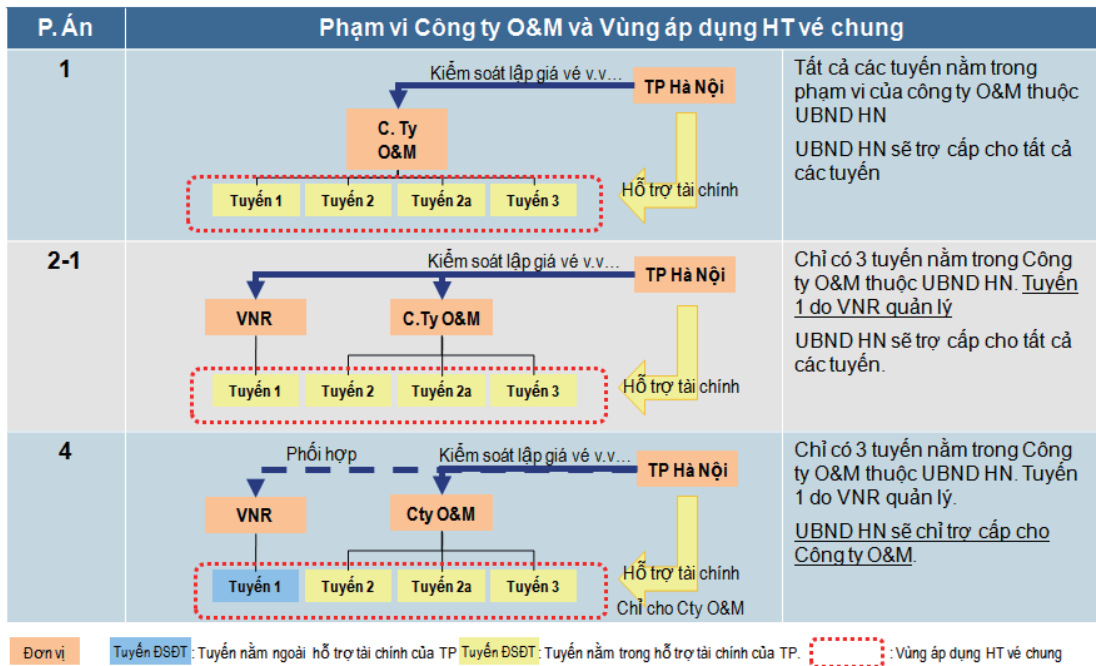 P. Án
Phạm vi Công ty O&M và Vùng áp dụng HT vé chung
1
Kiểm soát lập giá vé v.v...
TP Hà Nội
C. Ty
O&M
Tuyến 1
Tuyến 2
Tuyến 2a
Tuyến 3
Hỗ trợ tài chính
Tất cả các tuyến nằm trong
phạm vi của công ty O&M thuộc
UBND HN
UBND HN sẽ trợ cấp cho tất cả
các tuyến
2-1
Kiểm soát lập giá vé v.v...
TP Hà Nội
VNR
C.Ty O&M
Tuyến 1
Tuyến 2
Tuyến 2a
Tuyến 3
Hỗ trợ tài chính
Chỉ có 3 tuyến nằm trong Công
ty O&M thuộc UBND HN. Tuyến
1 do VNR quản lý
UBND HN sẽ trợ cấp cho tất cả
các tuyến.
4
Phối hợp
Kiểm soát lập giá vé v.v...
TP Hà Nội
VNR
Cty O&M
Tuyến 1
Tuyến 2
Tuyến 2a
Tuyến 3
Hỗ trợ tài chính
Chỉ cho Cty O&M
Chỉ có 3 tuyến nằm trong Công
ty O&M thuộc UBND HN. Tuyến
1 do VNR quản lý.
UBND HN sẽ chỉ trợ cấp cho
Công ty O&M.
Đơn vị
Tuyến ĐSĐT : Tuyến nằm ngoài hỗ trợ tài chính của TP
Tuyến ĐSĐT : Tuyến nằm trong hỗ trợ tài chính của TP.
: Vùng áp dụng HT vé chung